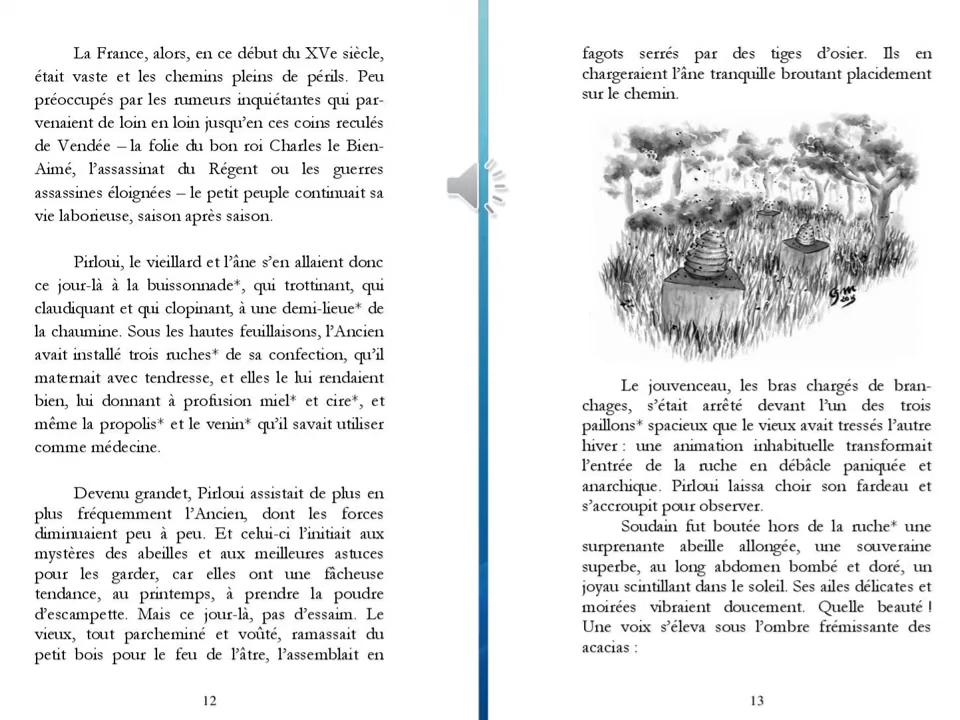 La France, alors, en ce début du XVe siècle,
était vaste et les chemins pleins de périls. Peu
préoccupés par les rumeurs inquiétantes qui par-
venaient de loin en loin jusqu'en ces coins reculés
de Vendée – la folie du bon roi Charles le Bien-
Aimé, l'assassinat du Régent ou les guerres
assassines éloignées – le petit peuple continuait sa
vie laborieuse, saison après saison.
Pirloui, le vieillard et l'âne s'en allaient donc
ce jour-là à la buissonnade*, qui trottinant, qui
claudiquant et qui clopinant, à une demi-lieue* de
la chaumine. Sous les hautes feuillaisons, l'Ancien
avait installé trois ruches* de sa confection, qu'il
maternait avec tendresse, et elles le lui rendaient
bien, lui donnant à profusion miel* et cire*, et
même la propolis* et le venin* qu'il savait utiliser
comme médecine.
Devenu grandet, Pirloui assistait de plus en
plus fréquemment l'Ancien, dont les forces
diminuaient peu à peu. Et celui-ci l'initiait aux
mystères des abeilles et aux meilleures astuces
pour les garder, car elles ont une fâcheuse
tendance, au printemps, à prendre la poudre
d'escampette. Mais ce jour-là, pas d'essaim. Le
vieux, tout parcheminé et voûté, ramassait du
petit bois pour le feu de l'âtre, l'assemblait en
12
fagots serrés par des tiges d'osier. Ils en
chargeraient l'âne tranquille broutant placidement
sur le chemin.
Le jouvenceau, les bras chargés de bran-
chages, s'était arrêté devant l'un des trois
paillons* spacieux que le vieux avait tressés l'autre
hiver : une animation inhabituelle transformait
l'entrée de la ruche en débâcle paniquée et
anarchique. Pirloui laissa choir son fardeau et
s'accroupit pour observer.
Soudain fut boutée hors de la ruche* une
surprenante abeille allongée, une souveraine
superbe, au long abdomen bombé et doré, un
joyau scintillant dans le soleil. Ses ailes délicates et
moirées vibraient doucement. Quelle beauté !
Une voix s'éleva sous l'ombre frémissante des
acacias :
13